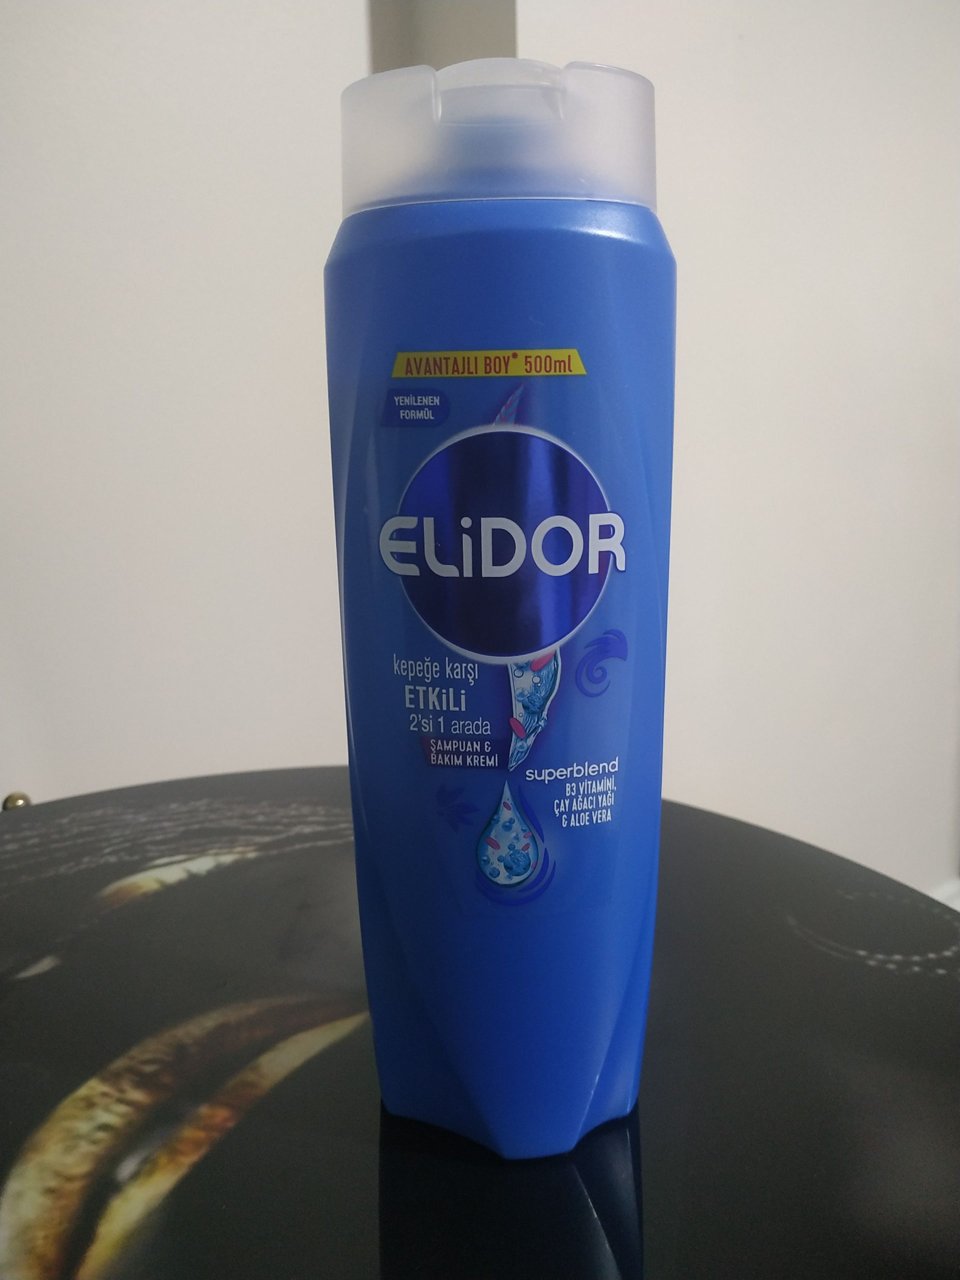 AVANTAJLI BOY* 500ml
YENİLENEN
FORMÜL
ELiDOR
kepeğe karşı
ETKiLi
2'si 1 arada
ŞAMPUAN &
BAKIM KREMİ
superblend
B3 VİTAMİNİ,
ÇAY AĞACI YAĞI
& ALOE VERA